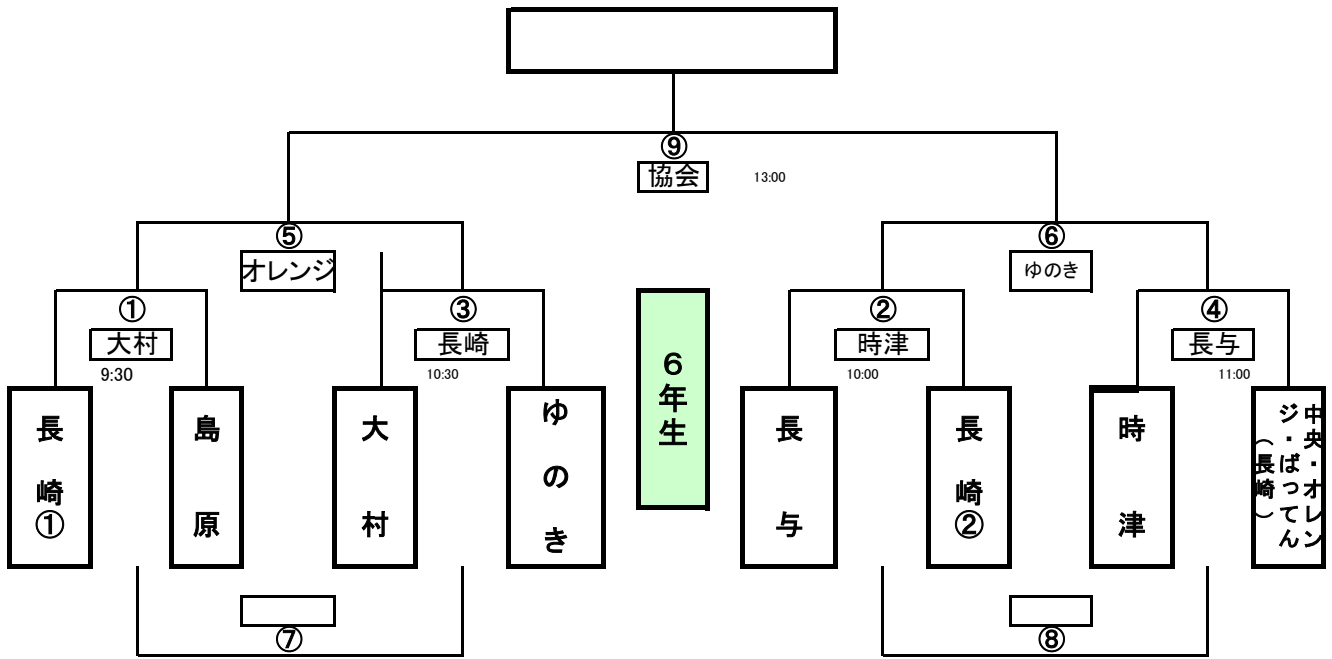 ⑨
協会
13:00
⑤
オレンジ
⑥
ゆのき
①
大村
9:30
③
長崎
10:30
6年生
②
時津
10:00
④
長与
11:00
長崎①
島原
大村
ゆのき
長与
長崎②
時津
中央・オレン
ジ・ばってん
（長崎）
⑦
⑧